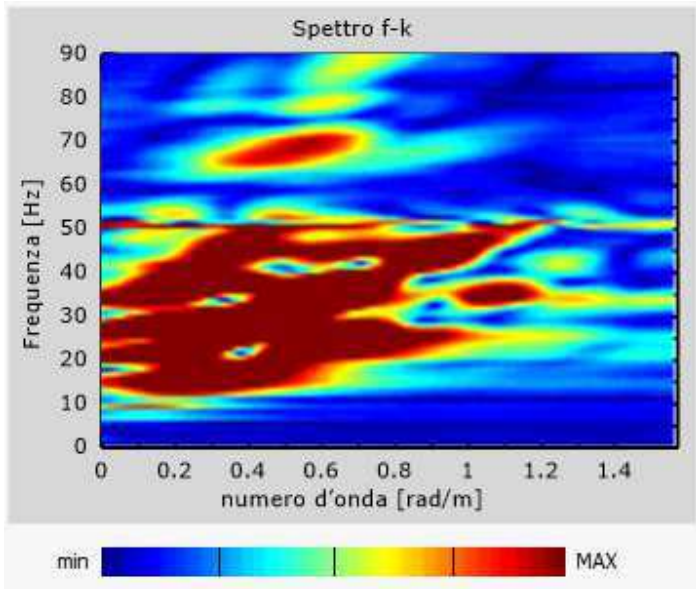 Spettro f-k
90
80
70
60
50
40
30
20
10
0
Frequenza [Hz]
0 0.2 0.4 0.6 0.8 1 1.2 1.4
numero d'onda [rad/m]
min MAX